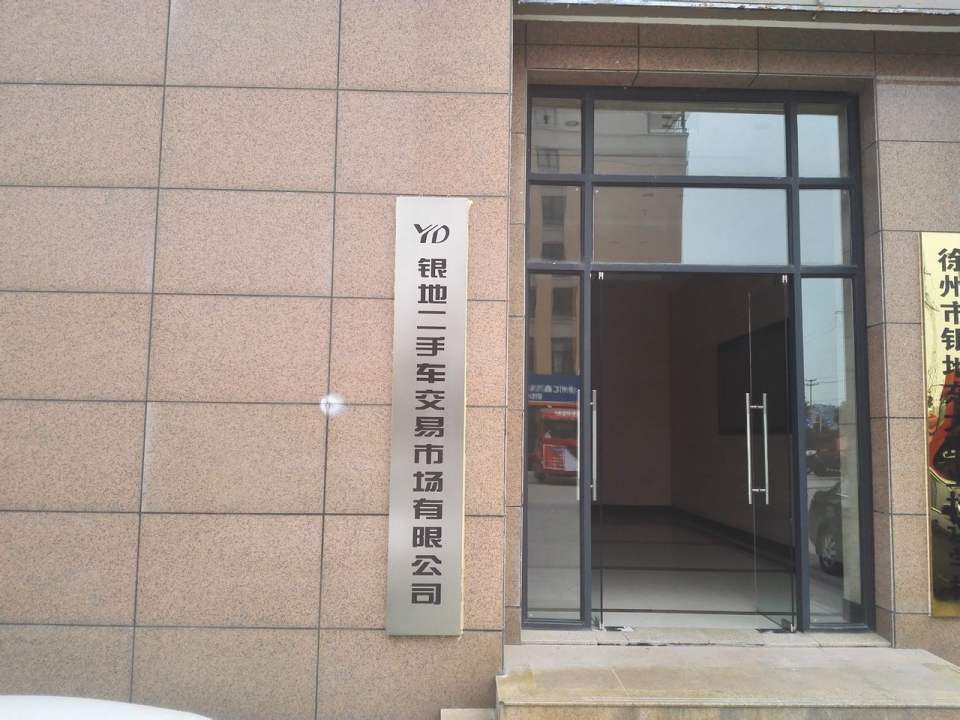 YD
银地二手车交易市场有限公司
徐州市银地